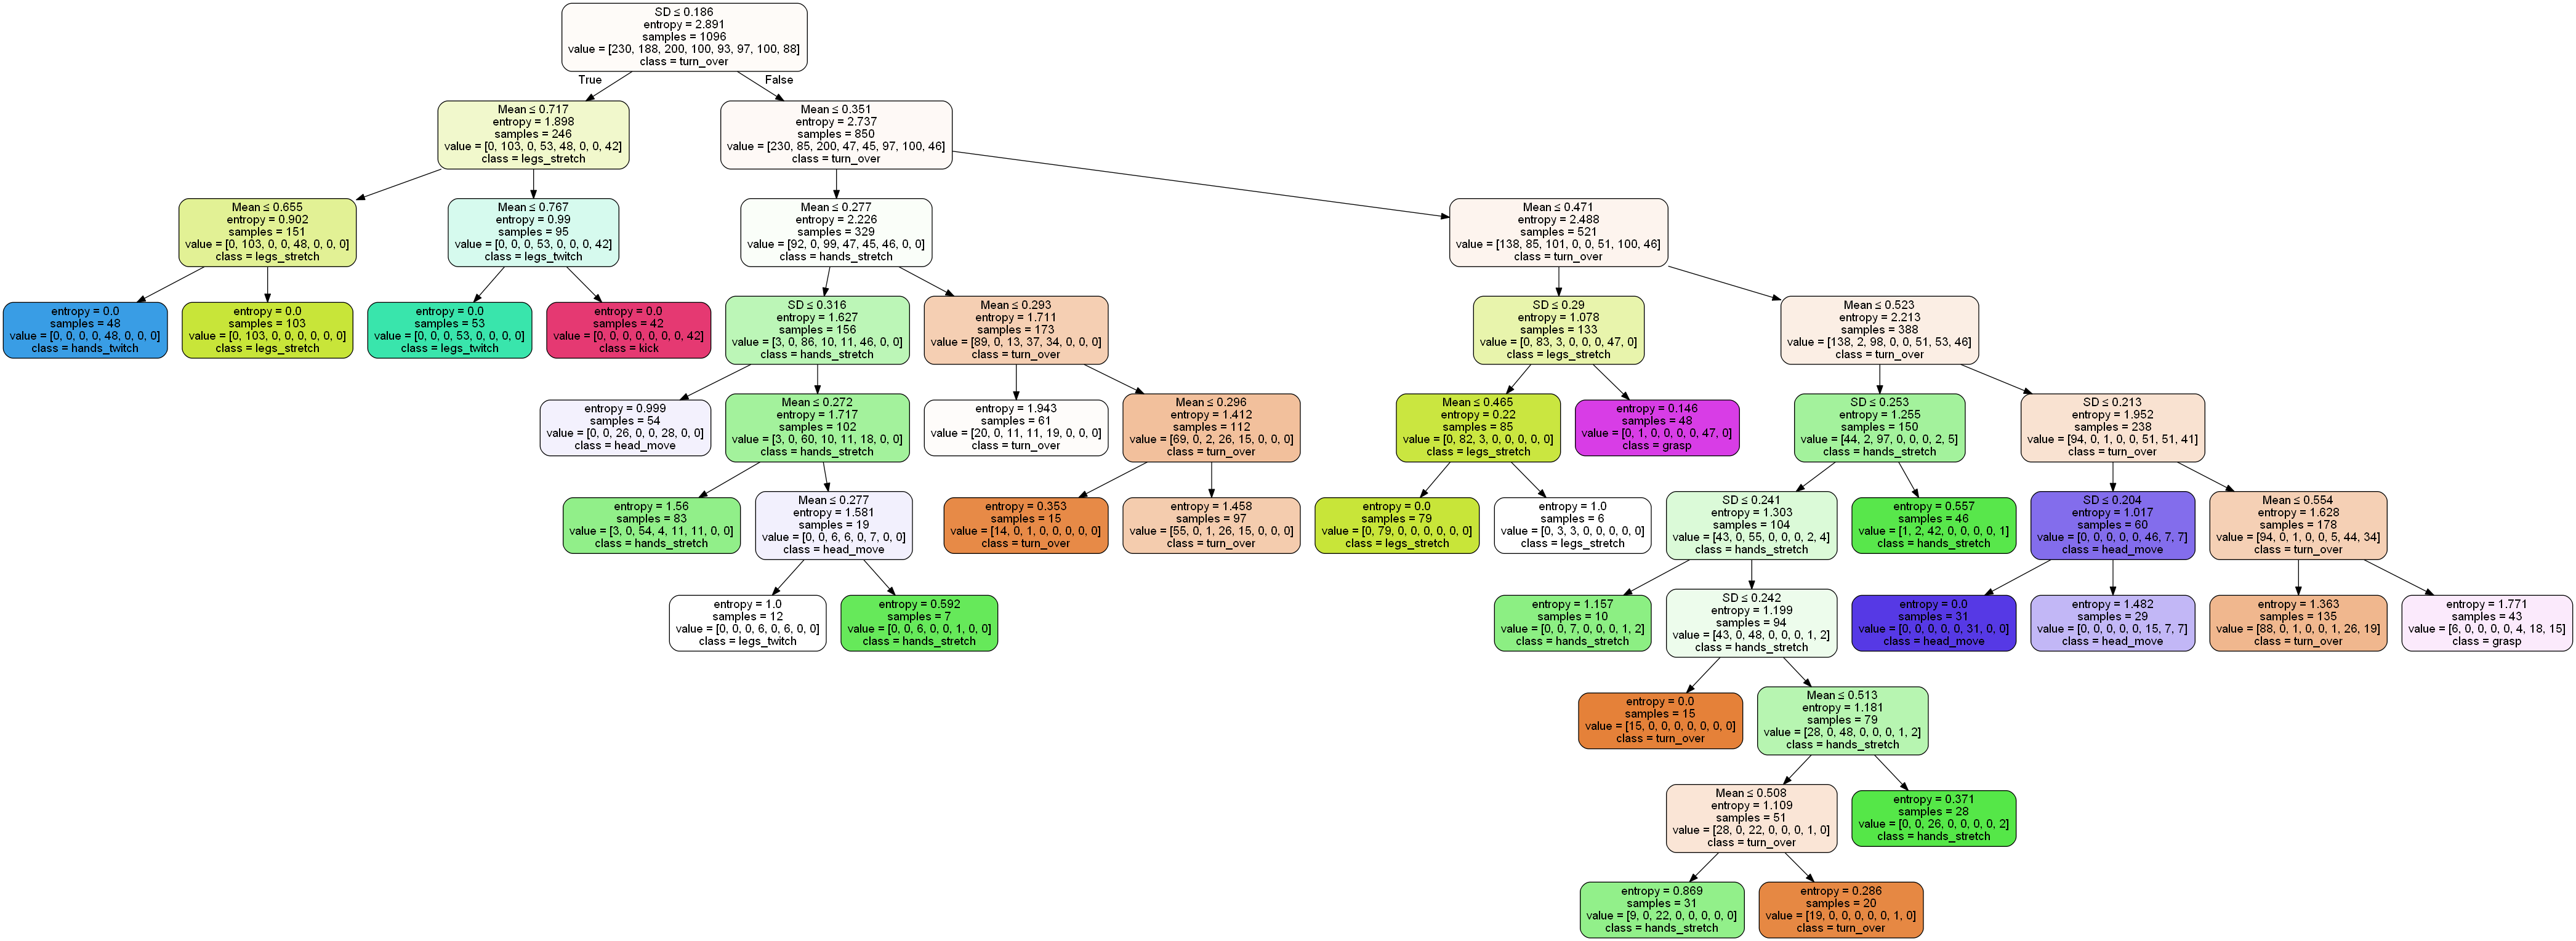 SD ≤ 0.186
entropy = 2.891
samples = 1096
value = [230, 188, 200, 100, 93, 97, 100, 88]
class = turn_over
True
False
Mean ≤ 0.717
entropy = 1.898
samples = 246
value = [0, 103, 0, 53, 48, 0, 0, 42]
class = legs_stretch
Mean ≤ 0.351
entropy = 2.737
samples = 850
value = [230, 85, 200, 47, 45, 97, 100, 46]
class = turn_over
Mean ≤ 0.655
entropy = 0.902
samples = 151
value = [0, 103, 0, 0, 48, 0, 0, 0]
class = legs_stretch
Mean ≤ 0.767
entropy = 0.99
samples = 95
value = [0, 0, 0, 53, 0, 0, 0, 42]
class = legs_twitch
Mean ≤ 0.277
entropy = 2.226
samples = 329
value = [92, 0, 99, 47, 45, 46, 0, 0]
class = hands_stretch
Mean ≤ 0.471
entropy = 2.488
samples = 521
value = [138, 85, 101, 0, 0, 51, 100, 46]
class = turn_over
entropy = 0.0
samples = 48
value = [0, 0, 0, 0, 48, 0, 0, 0]
class = hands_twitch
entropy = 0.0
samples = 103
value = [0, 103, 0, 0, 0, 0, 0, 0]
class = legs_stretch
entropy = 0.0
samples = 53
value = [0, 0, 0, 53, 0, 0, 0, 0]
class = legs_twitch
entropy = 0.0
samples = 42
value = [0, 0, 0, 0, 0, 0, 0, 42]
class = kick
SD ≤ 0.316
entropy = 1.627
samples = 156
value = [3, 0, 86, 10, 11, 46, 0, 0]
class = hands_stretch
Mean ≤ 0.293
entropy = 1.711
samples = 173
value = [89, 0, 13, 37, 34, 0, 0, 0]
class = turn_over
SD ≤ 0.29
entropy = 1.078
samples = 133
value = [0, 83, 3, 0, 0, 0, 47, 0]
class = legs_stretch
Mean ≤ 0.523
entropy = 2.213
samples = 388
value = [138, 2, 98, 0, 0, 51, 53, 46]
class = turn_over
entropy = 0.999
samples = 54
value = [0, 0, 26, 0, 0, 28, 0, 0]
class = head_move
Mean ≤ 0.272
entropy = 1.717
samples = 102
value = [3, 0, 60, 10, 11, 18, 0, 0]
class = hands_stretch
entropy = 1.943
samples = 61
value = [20, 0, 11, 11, 19, 0, 0, 0]
class = turn_over
Mean ≤ 0.296
entropy = 1.412
samples = 112
value = [69, 0, 2, 26, 15, 0, 0, 0]
class = turn_over
Mean ≤ 0.465
entropy = 0.22
samples = 85
value = [0, 82, 3, 0, 0, 0, 0, 0]
class = legs_stretch
entropy = 0.146
samples = 48
value = [0, 1, 0, 0, 0, 0, 47, 0]
class = grasp
SD ≤ 0.253
entropy = 1.255
samples = 150
value = [44, 2, 97, 0, 0, 0, 2, 5]
class = hands_stretch
SD ≤ 0.213
entropy = 1.952
samples = 238
value = [94, 0, 1, 0, 0, 51, 51, 41]
class = turn_over
entropy = 1.56
samples = 83
value = [3, 0, 54, 4, 11, 11, 0, 0]
class = hands_stretch
Mean ≤ 0.277
entropy = 1.581
samples = 19
value = [0, 0, 6, 6, 0, 7, 0, 0]
class = head_move
entropy = 0.353
samples = 15
value = [14, 0, 1, 0, 0, 0, 0, 0]
class = turn_over
entropy = 1.458
samples = 97
value = [55, 0, 1, 26, 15, 0, 0, 0]
class = turn_over
entropy = 0.0
samples = 79
value = [0, 79, 0, 0, 0, 0, 0, 0]
class = legs_stretch
entropy = 1.0
samples = 6
value = [0, 3, 3, 0, 0, 0, 0, 0]
class = legs_stretch
SD ≤ 0.241
entropy = 1.303
samples = 104
value = [43, 0, 55, 0, 0, 0, 2, 4]
class = hands_stretch
entropy = 0.557
samples = 46
value = [1, 2, 42, 0, 0, 0, 0, 1]
class = hands_stretch
SD ≤ 0.204
entropy = 1.017
samples = 60
value = [0, 0, 0, 0, 0, 46, 7, 7]
class = head_move
Mean ≤ 0.554
entropy = 1.628
samples = 178
value = [94, 0, 1, 0, 0, 5, 44, 34]
class = turn_over
entropy = 1.0
samples = 12
value = [0, 0, 0, 6, 0, 6, 0, 0]
class = legs_twitch
entropy = 0.592
samples = 7
value = [0, 0, 6, 0, 0, 1, 0, 0]
class = hands_stretch
entropy = 1.157
samples = 10
value = [0, 0, 7, 0, 0, 0, 1, 2]
class = hands_stretch
SD ≤ 0.242
entropy = 1.199
samples = 94
value = [43, 0, 48, 0, 0, 0, 1, 2]
class = hands_stretch
entropy = 0.0
samples = 31
value = [0, 0, 0, 0, 0, 31, 0, 0]
class = head_move
entropy = 1.482
samples = 29
value = [0, 0, 0, 0, 0, 15, 7, 7]
class = head_move
entropy = 1.363
samples = 135
value = [88, 0, 1, 0, 0, 1, 26, 19]
class = turn_over
entropy = 1.771
samples = 43
value = [6, 0, 0, 0, 0, 4, 18, 15]
class = grasp
entropy = 0.0
samples = 15
value = [15, 0, 0, 0, 0, 0, 0, 0]
class = turn_over
Mean ≤ 0.513
entropy = 1.181
samples = 79
value = [28, 0, 48, 0, 0, 0, 1, 2]
class = hands_stretch
Mean ≤ 0.508
entropy = 1.109
samples = 51
value = [28, 0, 22, 0, 0, 0, 1, 0]
class = turn_over
entropy = 0.371
samples = 28
value = [0, 0, 26, 0, 0, 0, 0, 2]
class = hands_stretch
entropy = 0.869
samples = 31
value = [9, 0, 22, 0, 0, 0, 0, 0]
class = hands_stretch
entropy = 0.286
samples = 20
value = [19, 0, 0, 0, 0, 0, 1, 0]
class = turn_over